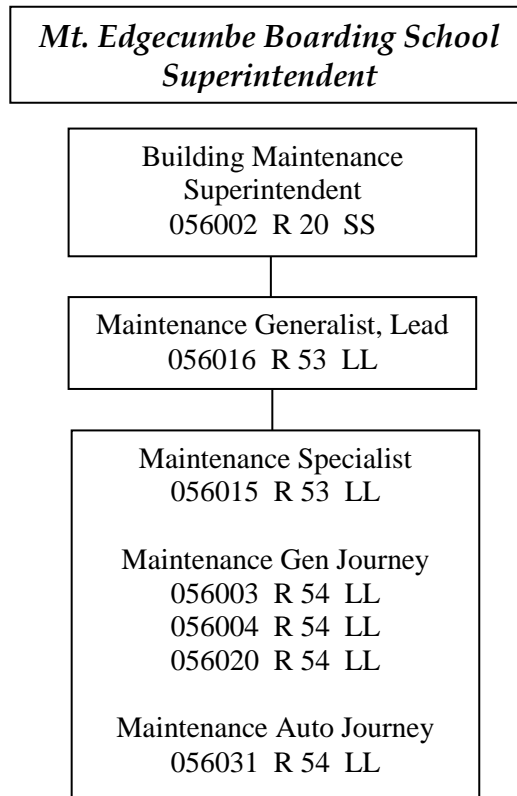 Mt. Edgecumbe Boarding School
Superintendent
Building Maintenance
Superintendent
056002 R 20 SS
Maintenance Generalist, Lead
056016 R 53 LL
Maintenance Specialist
056015 R 53 LL
Maintenance Gen Journey
056003 R 54 LL
056004 R 54 LL
056020 R 54 LL
Maintenance Auto Journey
056031 R 54 LL